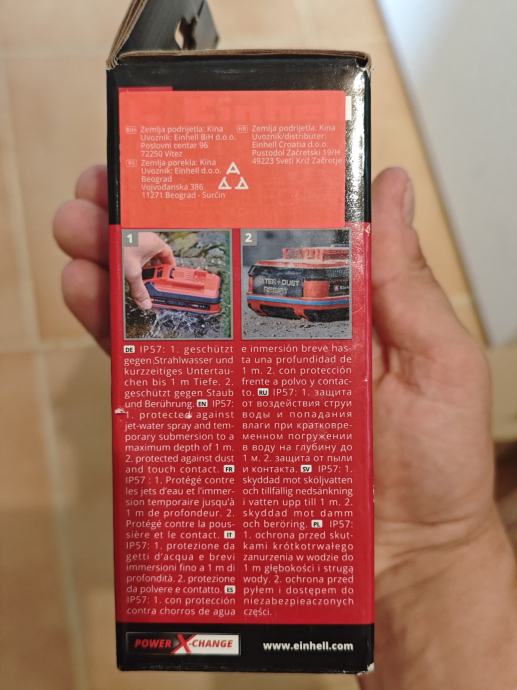 BIH Zemlja podrijetla: Kina
Uvoznik: Einhell BiH d.o.o.
Poslovni centar 96
72250 Vitez
RS Zemlja porekla: Kina
Uvoznik: Einhell d.o.o.
Beograd
Vojvođanska 386
11271 Beograd - Surčin
HR Zemlja podrijetla: Kina
Uvoznik/distributer:
Einhell Croatia d.o.o.
Pustodol Začretski 19/H
49223 Sveti Križ Začretje
1
2
WATER + DUST
DE IP57: 1. geschützt
gegen Strahlwasser und
kurzzeitiges Untertau-
chen bis 1 m Tiefe. 2.
geschützt gegen Staub
und Berührung. EN IP57:
1. protected against
jet-water spray and tem-
porary submersion to a
maximum depth of 1 m.
2. protected against dust
and touch contact. FR
IP57 : 1. Protégé contre
les jets d'eau et l'immer-
sion temporaire jusqu'à
1 m de profondeur. 2.
Protégé contre la pous-
sière et le contact. IT
IP57: 1. protezione da
getti d'acqua e brevi
immersioni fino a 1 m di
profondità. 2. protezione
da polvere e contatto. ES
IP57: 1. con protección
contra chorros de agua
e inmersión breve has-
ta una profundidad de
1 m. 2. con protección
frente a polvo y contac-
to. RU IP57: 1. защита
от воздействия струи
воды и попадания
влаги при кратковре-
менном погружении
в воду на глубину до
1 м. 2. защита от пыли
и контакта. SV IP57: 1.
skyddad mot sköljvatten
och tillfällig nedsänkning
i vatten upp till 1 m. 2.
skyddad mot damm
och beröring. PL IP57:
1. ochrona przed skut-
kami krótkotrwałego
zanurzenia w wodzie do
1 m głębokości i strugą
wody. 2. ochrona przed
pyłem i dostępem do
niezabezpieaczonych
części.
POWER X-CHANGE
www.einhell.com